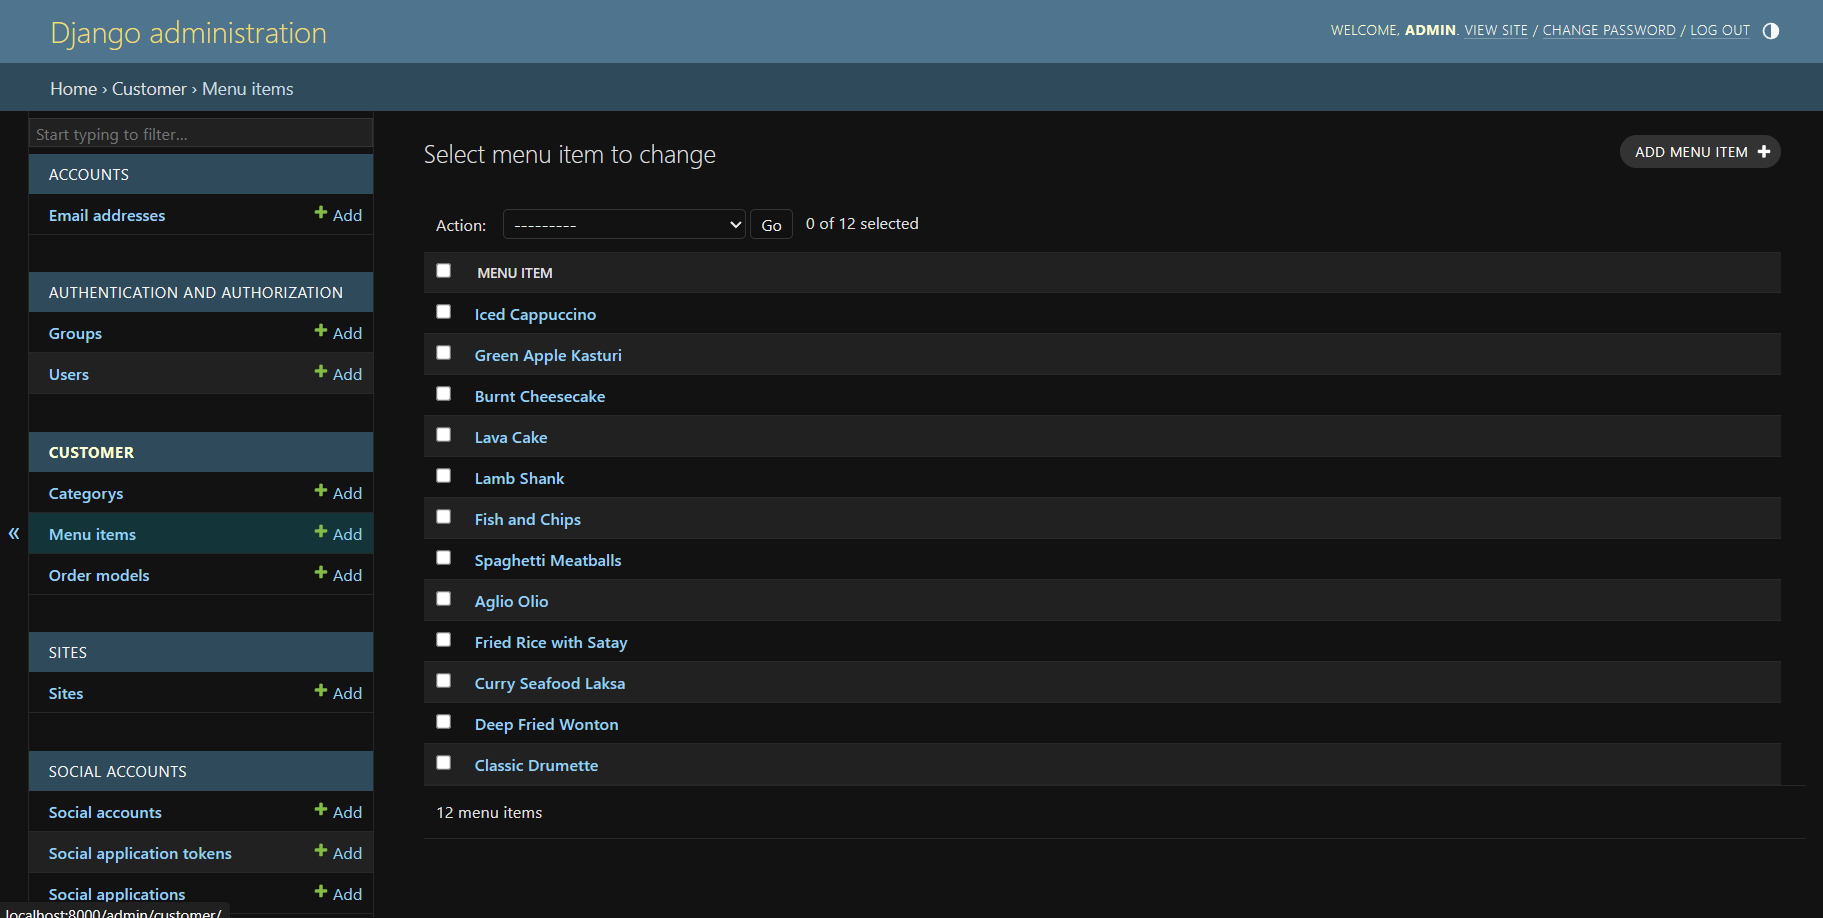 Django administration
WELCOME, ADMIN. VIEW SITE / CHANGE PASSWORD / LOG OUT
Home › Customer › Menu items
Start typing to filter...
ACCOUNTS
Email addresses Add
AUTHENTICATION AND AUTHORIZATION
Groups Add
Users Add
CUSTOMER
Categorys Add
«
Menu items Add
Order models Add
SITES
Sites Add
SOCIAL ACCOUNTS
Social accounts Add
Social application tokens Add
Social applications Add
localhost:8000/admin/customer/
Select menu item to change
ADD MENU ITEM
Action: --------- Go 0 of 12 selected
MENU ITEM
Iced Cappuccino
Green Apple Kasturi
Burnt Cheesecake
Lava Cake
Lamb Shank
Fish and Chips
Spaghetti Meatballs
Aglio Olio
Fried Rice with Satay
Curry Seafood Laksa
Deep Fried Wonton
Classic Drumette
12 menu items